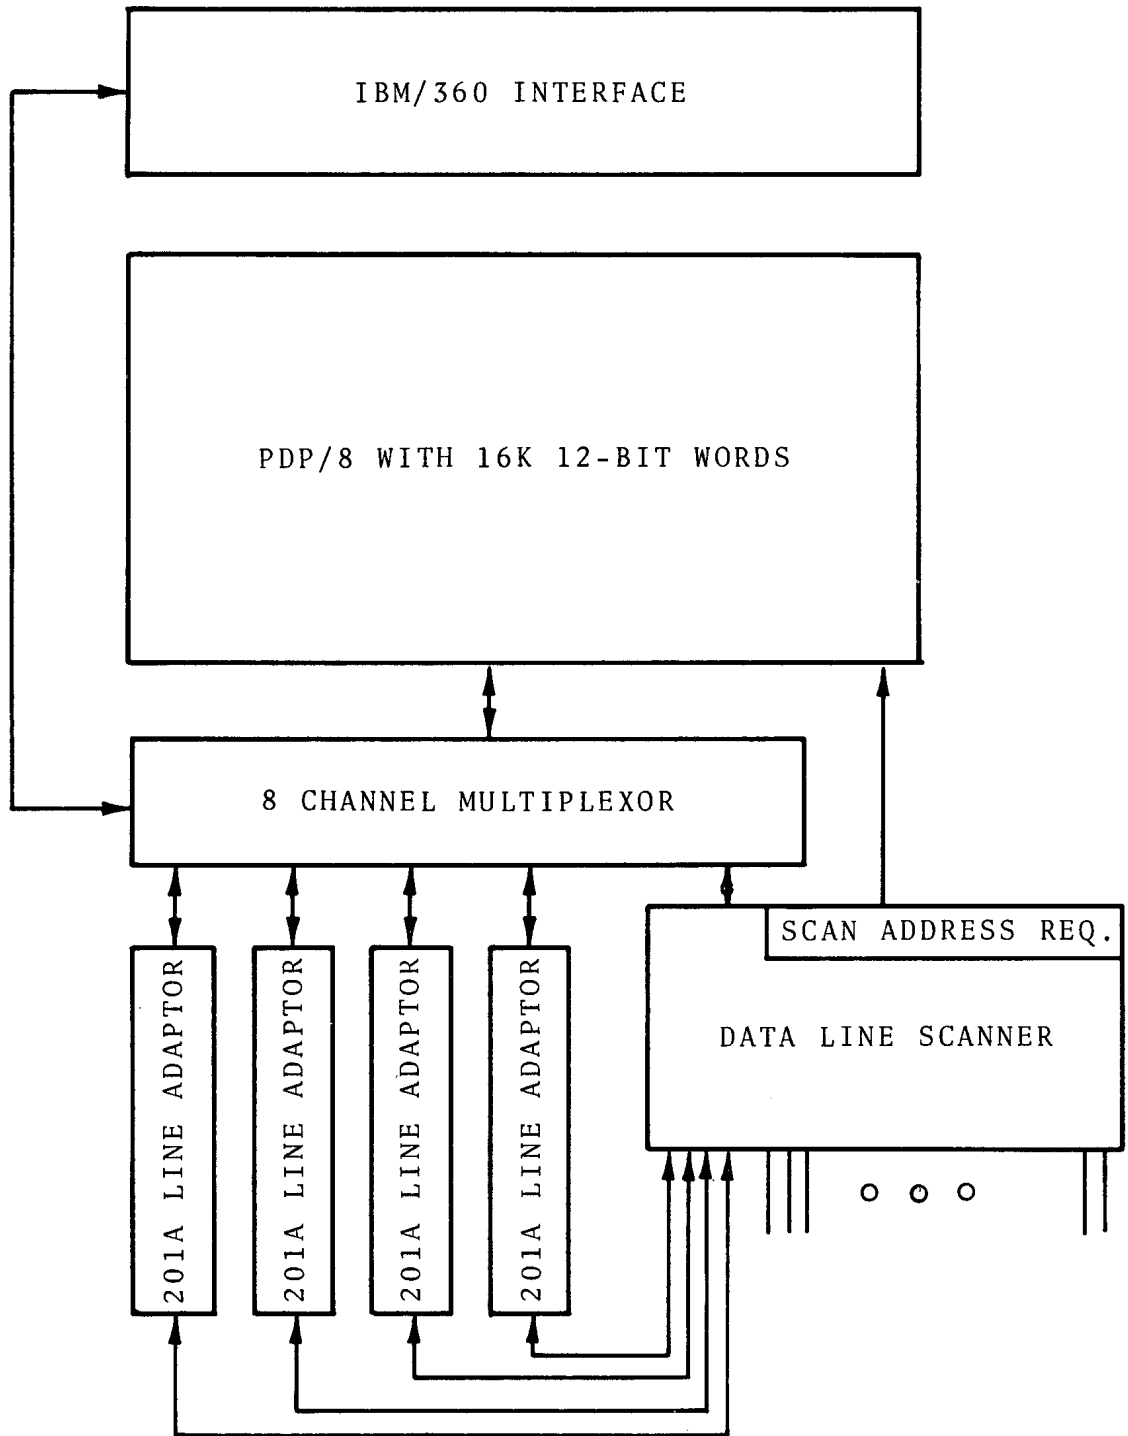 IBM/360 INTERFACE
PDP/8 WITH 16K 12-BIT WORDS
8 CHANNEL MULTIPLEXOR
SCAN ADDRESS REQ.
DATA LINE SCANNER
201A LINE ADAPTOR
201A LINE ADAPTOR
201A LINE ADAPTOR
201A LINE ADAPTOR